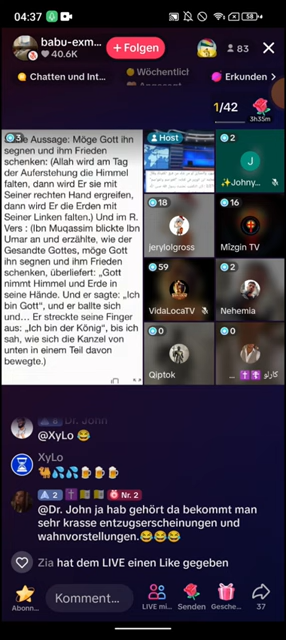 04:37
58
babu-exm...
40.6K
+ Folgen
83
Chatten und Int...
Wöchentlich
Erkunden >
1/42
3h35m
3
Aussage: Möge Gott ihn
segnen und ihm Frieden
schenken: (Allah wird am Tag
der Auferstehung die Himmel
falten, dann wird Er sie mit
Seiner rechten Hand ergreifen,
dann wird Er die Erden mit
Seiner Linken falten.) Und im R.
Vers : (Ibn Muqassim blickte Ibn
Umar an und erzählte, wie der
Gesandte Gottes, möge Gott
ihn segnen und ihm Frieden
schenken, überliefert: „Gott
nimmt Himmel und Erde in
seine Hände. Und er sagte: „Ich
bin Gott“, und er ballte sich
und… Er streckte seine Finger
aus: „Ich bin der König“, bis ich
sah, wie sich die Kanzel von
unten in einem Teil davon
bewegte.)
Host
2
J
✨Johny...
18
jerylolgross
16
Mizgin TV
59
VidaLocaTV
2
Nehemia
0
Qiptok
0
... ✝️✝️ كارلو
Dr. John
@XyLo 😂
XyLo
🐪💦💦🍺🍺🍺
2
Nr. 2
@Dr. John ja hab gehört da bekommt man
sehr krasse entzugserscheinungen und
wahnvorstellungen.😂😂😂
Zia hat dem LIVE einen Like gegeben
Abonn...
Kommentar...
LIVE mi...
Senden
Gesche...
37